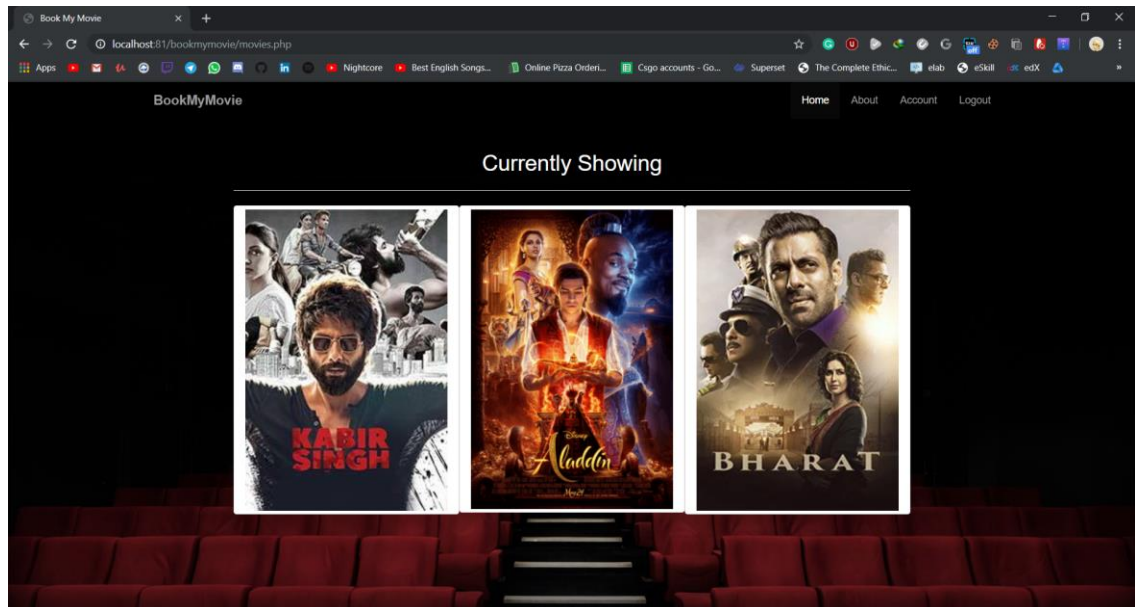 Book My Movie
localhost:81/bookmymovie/movies.php
Apps Nightcore Best English Songs... Online Pizza Orderi... Csgo accounts - Go... Superset The Complete Ethic... elab eSkill edX
BookMyMovie Home About Account Logout
Currently Showing
KABIR
SINGH
Disney
Aladdin
May 24
BHARAT